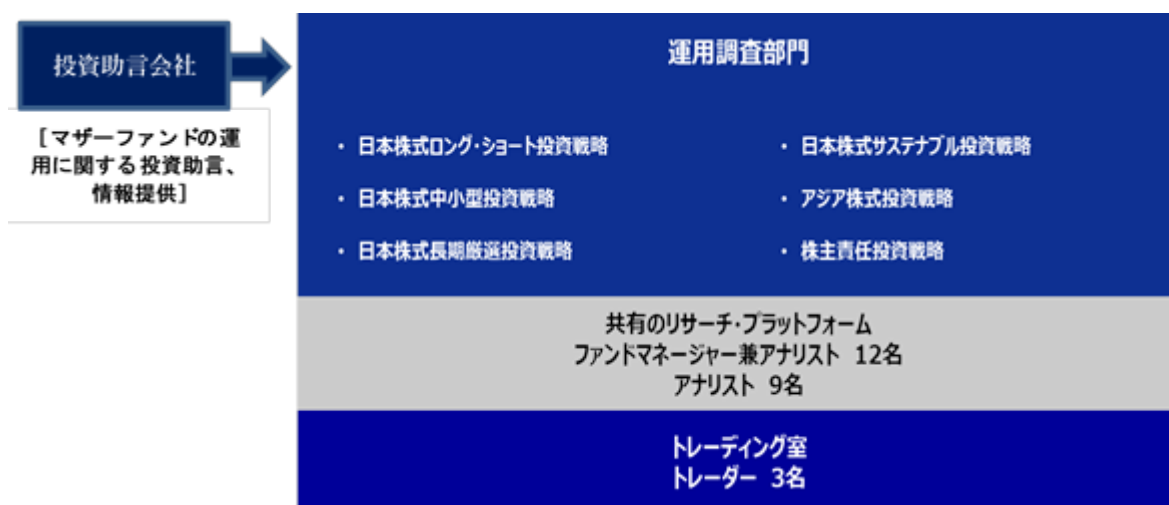 投資助言会社
[マザーファンドの運
用に関する投資助言、
情報提供]
運用調査部門
・ 日本株式ロング・ショート投資戦略
・ 日本株式サステナブル投資戦略
・ 日本株式中小型投資戦略
・ アジア株式投資戦略
・ 日本株式長期厳選投資戦略
・ 株主責任投資戦略
共有のリサーチ・プラットフォーム
ファンドマネージャー兼アナリスト 12名
アナリスト 9名
トレーディング室
トレーダー 3名